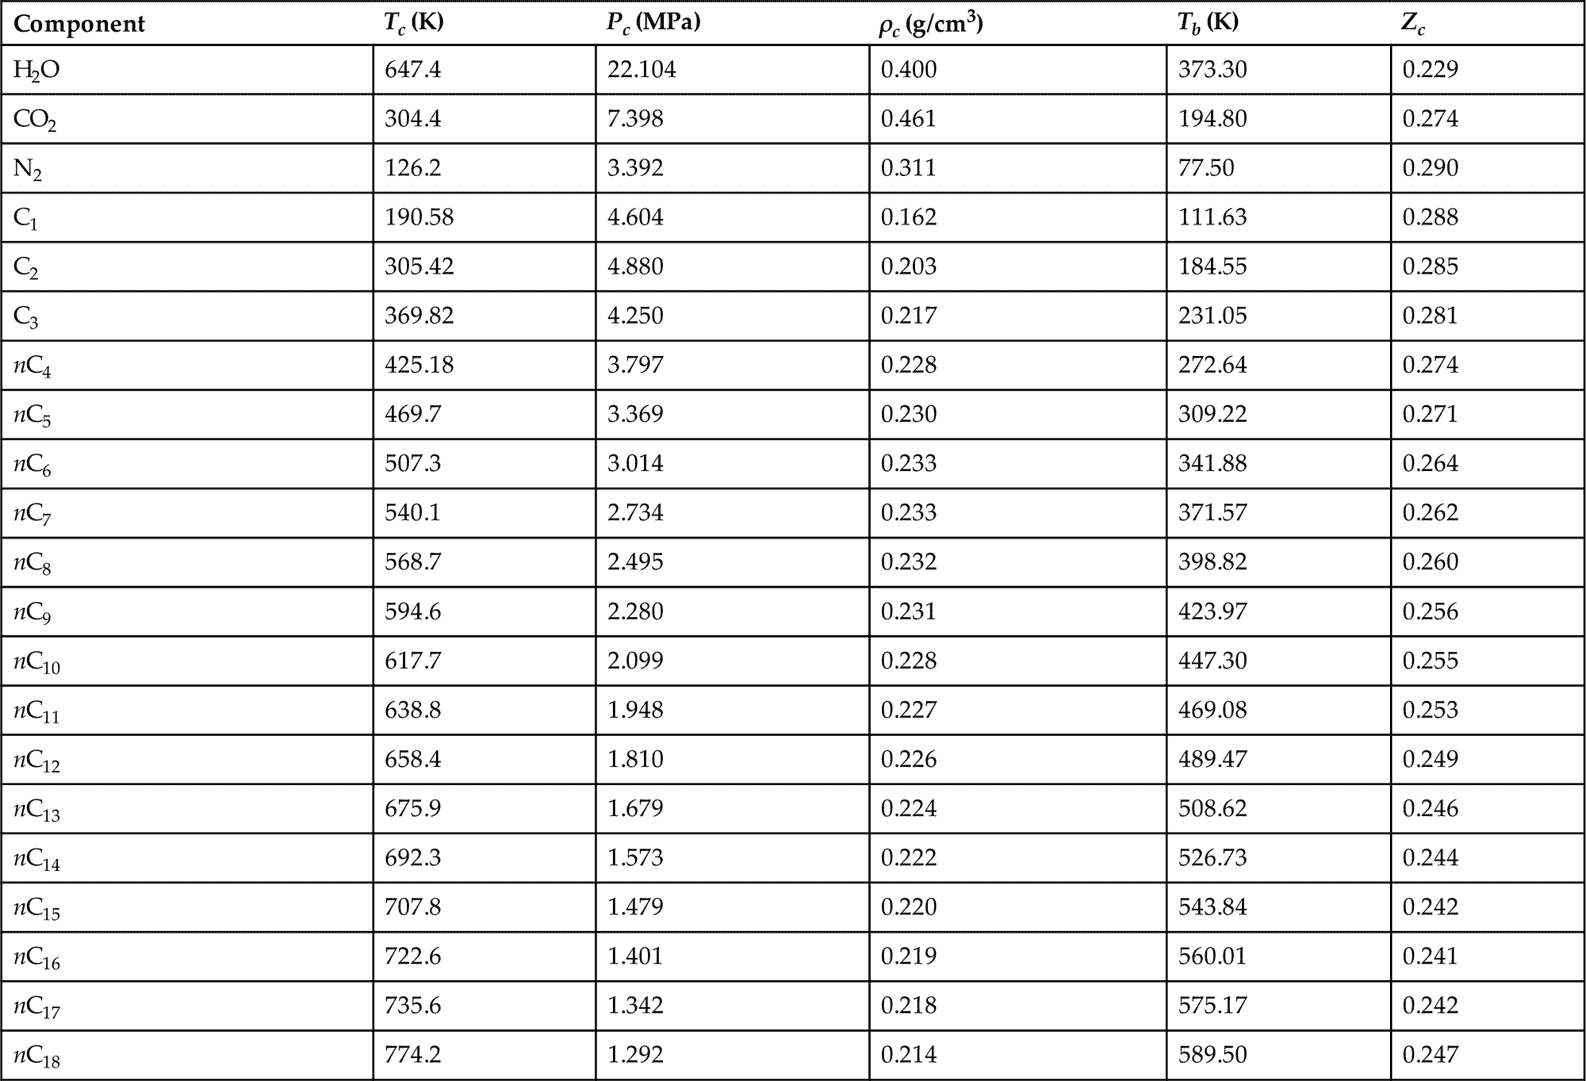 Component T_c (K) P_c (MPa) ρ_c (g/cm³) T_b (K) Z_c
H₂O 647.4 22.104 0.400 373.30 0.229
CO₂ 304.4 7.398 0.461 194.80 0.274
N₂ 126.2 3.392 0.311 77.50 0.290
C₁ 190.58 4.604 0.162 111.63 0.288
C₂ 305.42 4.880 0.203 184.55 0.285
C₃ 369.82 4.250 0.217 231.05 0.281
nC₄ 425.18 3.797 0.228 272.64 0.274
nC₅ 469.7 3.369 0.230 309.22 0.271
nC₆ 507.3 3.014 0.233 341.88 0.264
nC₇ 540.1 2.734 0.233 371.57 0.262
nC₈ 568.7 2.495 0.232 398.82 0.260
nC₉ 594.6 2.280 0.231 423.97 0.256
nC₁₀ 617.7 2.099 0.228 447.30 0.255
nC₁₁ 638.8 1.948 0.227 469.08 0.253
nC₁₂ 658.4 1.810 0.226 489.47 0.249
nC₁₃ 675.9 1.679 0.224 508.62 0.246
nC₁₄ 692.3 1.573 0.222 526.73 0.244
nC₁₅ 707.8 1.479 0.220 543.84 0.242
nC₁₆ 722.6 1.401 0.219 560.01 0.241
nC₁₇ 735.6 1.342 0.218 575.17 0.242
nC₁₈ 774.2 1.292 0.214 589.50 0.247